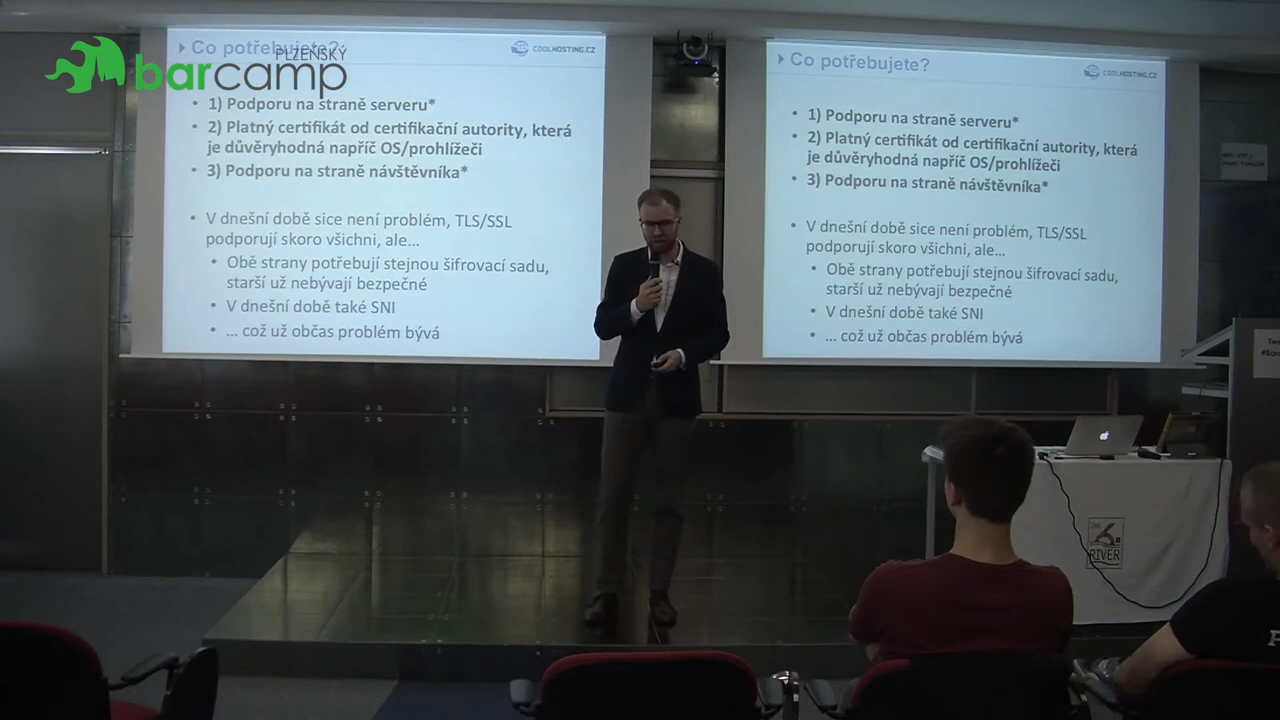 PLZEŇSKÝ
barcamp
Co potřebujete?
COOLHOSTING.CZ
1) Podporu na straně serveru*
2) Platný certifikát od certifikační autority, která
je důvěryhodná napříč OS/prohlížeči
3) Podporu na straně návštěvníka*
V dnešní době sice není problém, TLS/SSL
podporují skoro všichni, ale…
Obě strany potřebují stejnou šifrovací sadu,
starší už nebývají bezpečné
V dnešní době také SNI
… což už občas problém bývá
Co potřebujete?
COOLHOSTING.CZ
1) Podporu na straně serveru*
2) Platný certifikát od certifikační autority, která
je důvěryhodná napříč OS/prohlížeči
3) Podporu na straně návštěvníka*
V dnešní době sice není problém, TLS/SSL
podporují skoro všichni, ale…
Obě strany potřebují stejnou šifrovací sadu,
starší už nebývají bezpečné
V dnešní době také SNI
… což už občas problém bývá
THE
RIVER